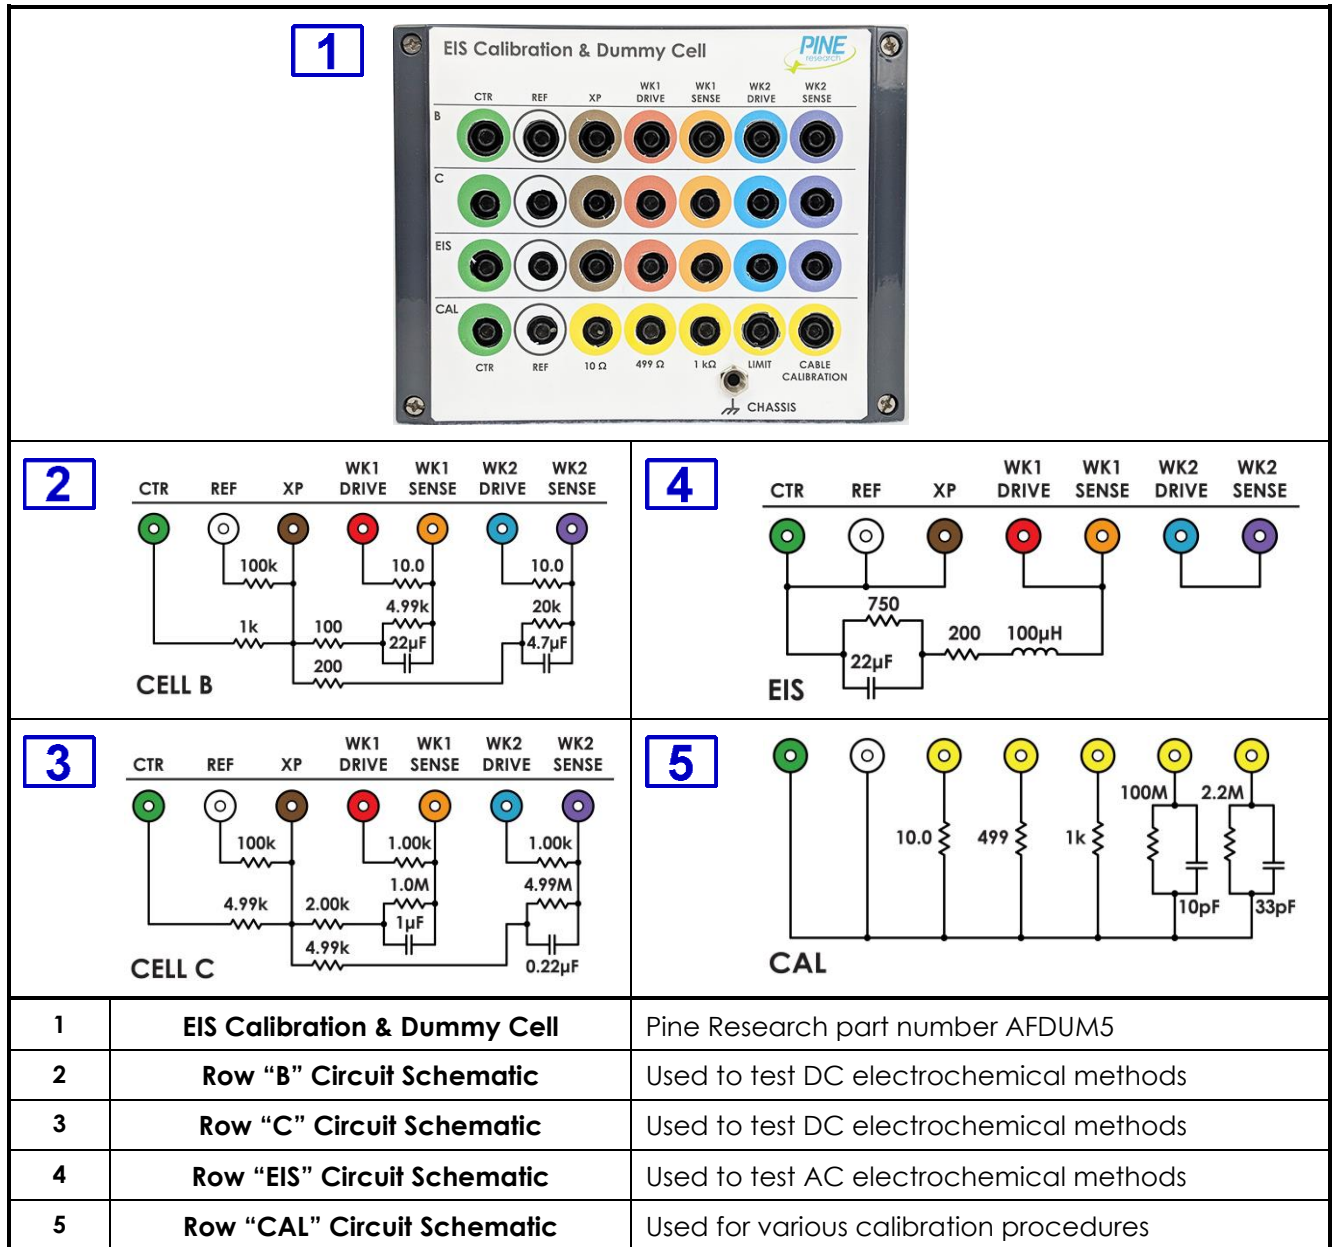 1
EIS Calibration & Dummy Cell
PINE
research
CTR REF XP WK1 DRIVE WK1 SENSE WK2 DRIVE WK2 SENSE
B
C
EIS
CAL
CTR REF 10 Ω 499 Ω 1 kΩ LIMIT CABLE CALIBRATION
CHASSIS
2
CTR REF XP WK1 DRIVE WK1 SENSE WK2 DRIVE WK2 SENSE
100k 10.0 10.0
4.99k 20k
1k 100 22µF 4.7µF
200
CELL B
4
CTR REF XP WK1 DRIVE WK1 SENSE WK2 DRIVE WK2 SENSE
750
200 100µH
22µF
EIS
3
CTR REF XP WK1 DRIVE WK1 SENSE WK2 DRIVE WK2 SENSE
100k 1.00k 1.00k
1.0M 4.99M
4.99k 2.00k 1µF
4.99k
0.22µF
CELL C
5
100M 2.2M
10.0 499 1k
10pF 33pF
CAL
1 EIS Calibration & Dummy Cell Pine Research part number AFDUM5
2 Row “B” Circuit Schematic Used to test DC electrochemical methods
3 Row “C” Circuit Schematic Used to test DC electrochemical methods
4 Row “EIS” Circuit Schematic Used to test AC electrochemical methods
5 Row “CAL” Circuit Schematic Used for various calibration procedures